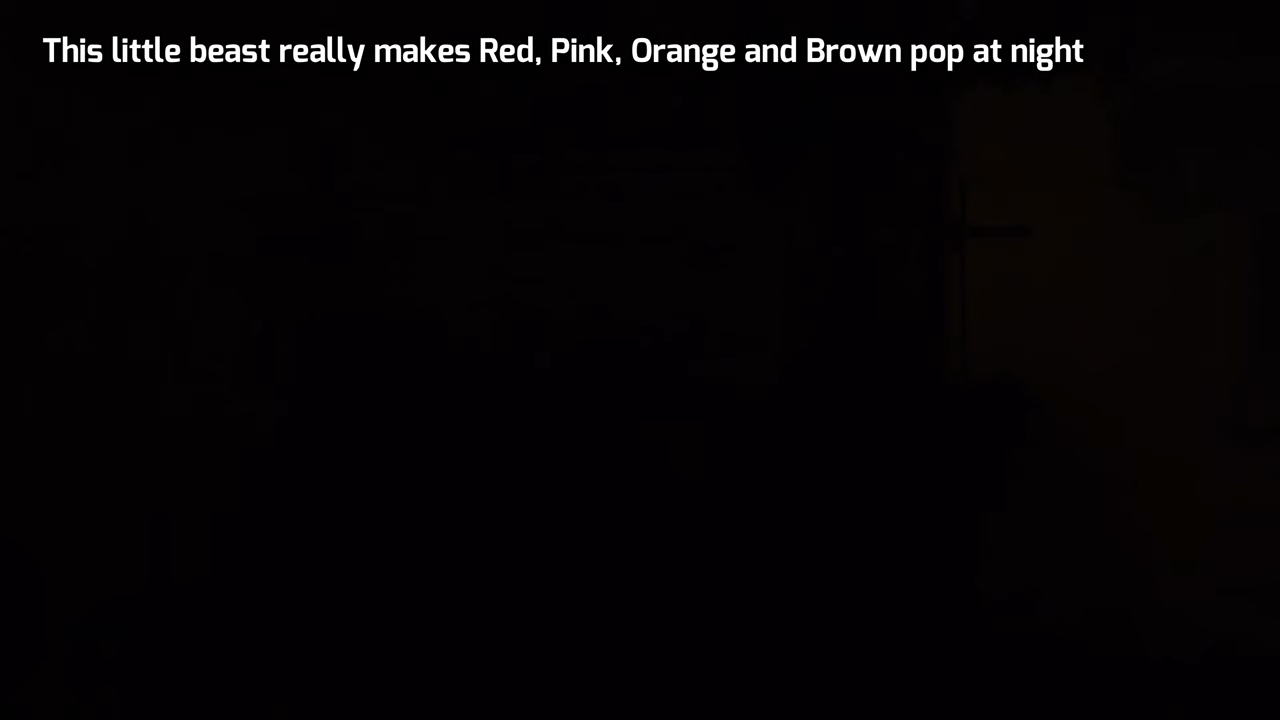 This little beast really makes Red, Pink, Orange and Brown pop at night